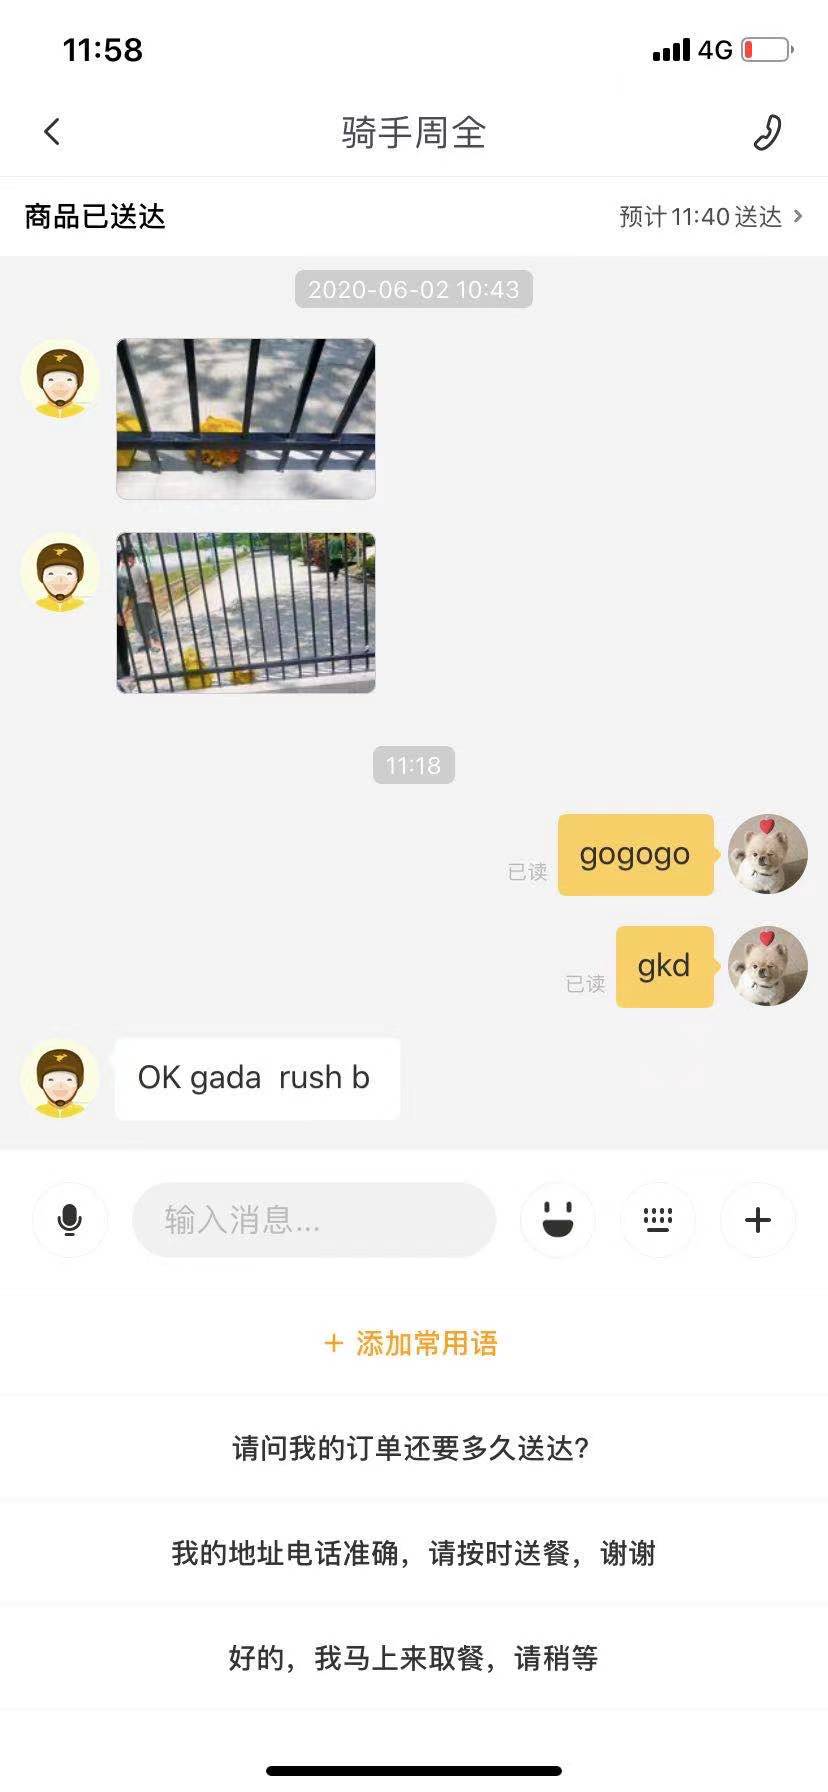 11:58
4G
骑手周全
商品已送达
预计11:40送达
2020-06-02 10:43
11:18
已读
gogogo
已读
gkd
OK gada  rush b
输入消息...
+ 添加常用语
请问我的订单还要多久送达?
我的地址电话准确，请按时送餐，谢谢
好的，我马上来取餐，请稍等